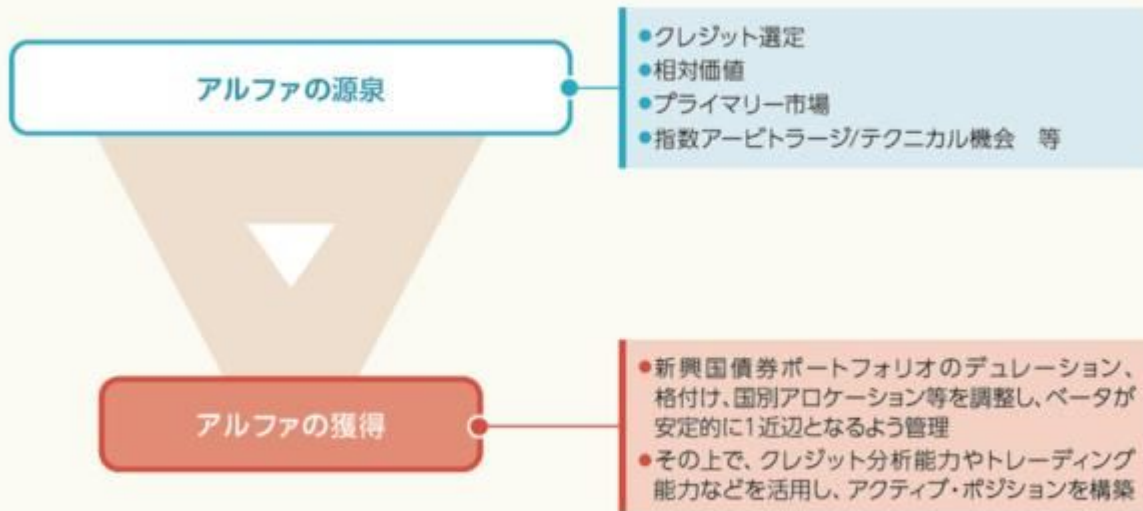 アルファの源泉
●クレジット選定
●相対価値
●プライマリー市場
●指数アービトラージ/テクニカル機会　等
アルファの獲得
●新興国債券ポートフォリオのデュレーション、
格付け、国別アロケーション等を調整し、ベータが
安定的に1近辺となるよう管理
●その上で、クレジット分析能力やトレーディング
能力などを活用し、アクティブ・ポジションを構築